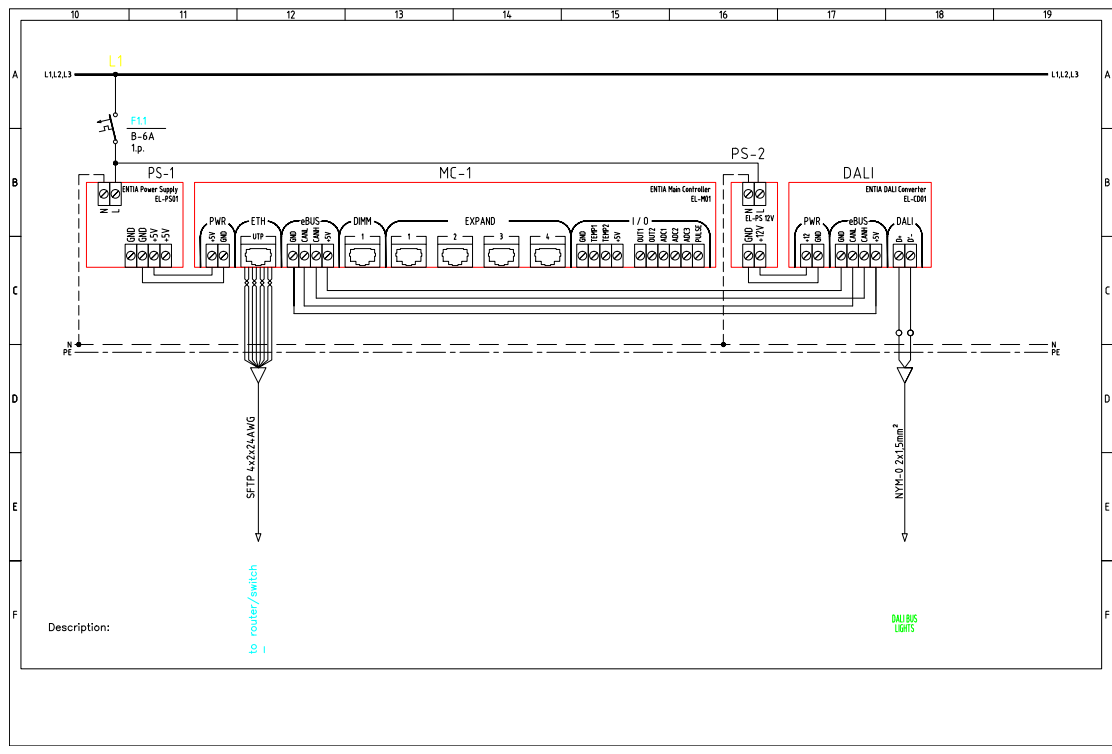 10 11 12 13 14 15 16 17 18 19
L1
A L1,L2,L3 L1,L2,L3 A
F1.1
B-6A
1.p.
PS-1 MC-1 PS-2 DALI
B B
ENTIA Power Supply
EL-PS01
ENTIA Main Controller
EL-M01
ENTIA DALI Converter
EL-CD01
N L
N L
EL-PS 12V
PWR ETH eBUS DIMM EXPAND I / O
PWR eBUS DALI
UTP 1 1 2 3 4
GND GND +5V +5V
+5V GND
GND CANL CANH +5V
GND TEMP1 TEMP2 +5V
OUT1 OUT2 ADC1 ADC2 ADC3 PULSE
GND +12V
+12 GND
GND CANL CANH +5V
D+ D-
C C
N N
PE PE
D D
SFTP 4x2x24AWG
NYM-O 2x1,5mm²
E E
to router/switch
F F
Description:
DALI BUS
LIGHTS